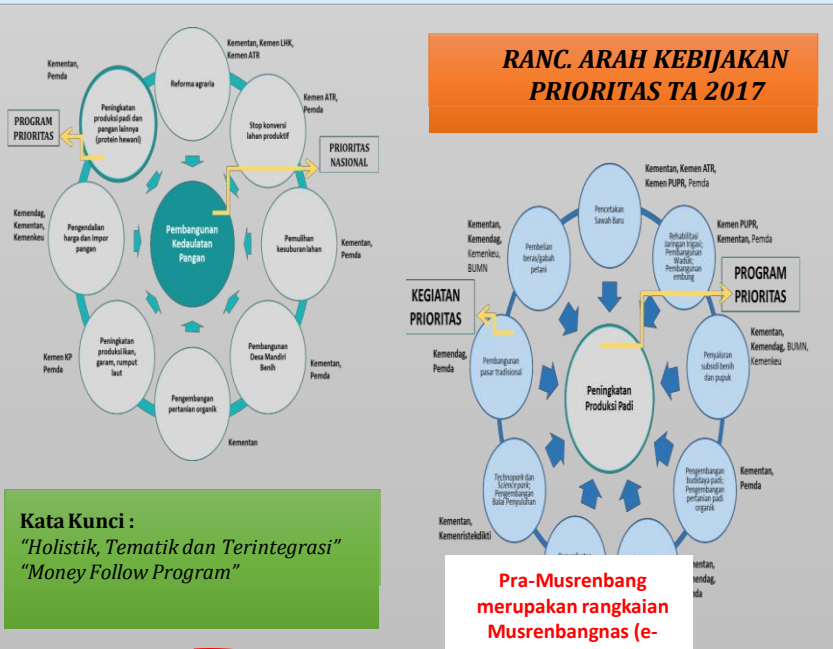 Kementan, Kemen LHK,
Kemen ATR
Reforma agraria
Kementan,
Pemda
Peningkatan
produksi padi dan
pangan lainnya
(protein hewani)
PROGRAM
PRIORITAS
Kemen ATR,
Pemda
Stop konversi
lahan produktif
PRIORITAS
NASIONAL
Kemendag,
Kementan,
Kemenkeu
Pengendalian
harga dan impor
pangan
Pembangunan
Kedaulatan
Pangan
Pemulihan
kesuburan lahan
Kementan,
Pemda
Kemen KP
Pemda
Peningkatan
produksi ikan,
garam, rumput
laut
Pembangunan
Desa Mandiri
Benih
Kementan,
Pemda
Pengembangan
pertanian organik
Kementan
Kata Kunci :
“Holistik, Tematik dan Terintegrasi”
“Money Follow Program”
RANC. ARAH KEBIJAKAN
PRIORITAS TA 2017
Kementan, Kemen ATR,
Kemen PUPR, Pemda
Pencetakan
Sawah Baru
Kementan,
Kemendag,
Kemenkeu,
BUMN
Pembelian
beras/gabah
petani
Rehabilitasi
Jaringan Irigasi;
Pembangunan
Waduk;
Pembangunan
embung
Kemen PUPR,
Kementan, Pemda
PROGRAM
PRIORITAS
KEGIATAN
PRIORITAS
Kemendag,
Pemda
Pembangunan
pasar tradisional
Peningkatan
Produksi Padi
Penyaluran
subsidi benih
dan pupuk
Kementan,
Kemendag, BUMN,
Kemenkeu
Technopark dan
Science park;
Pengembangan
Balai Penyuluhan
Kementan,
Kemenristekdikti
Pengembangan
budidaya padi;
Pengembangan
pertanian padi
organik
Kementan,
Pemda
Pra-Musrenbang
merupakan rangkaian
Musrenbangnas (e-